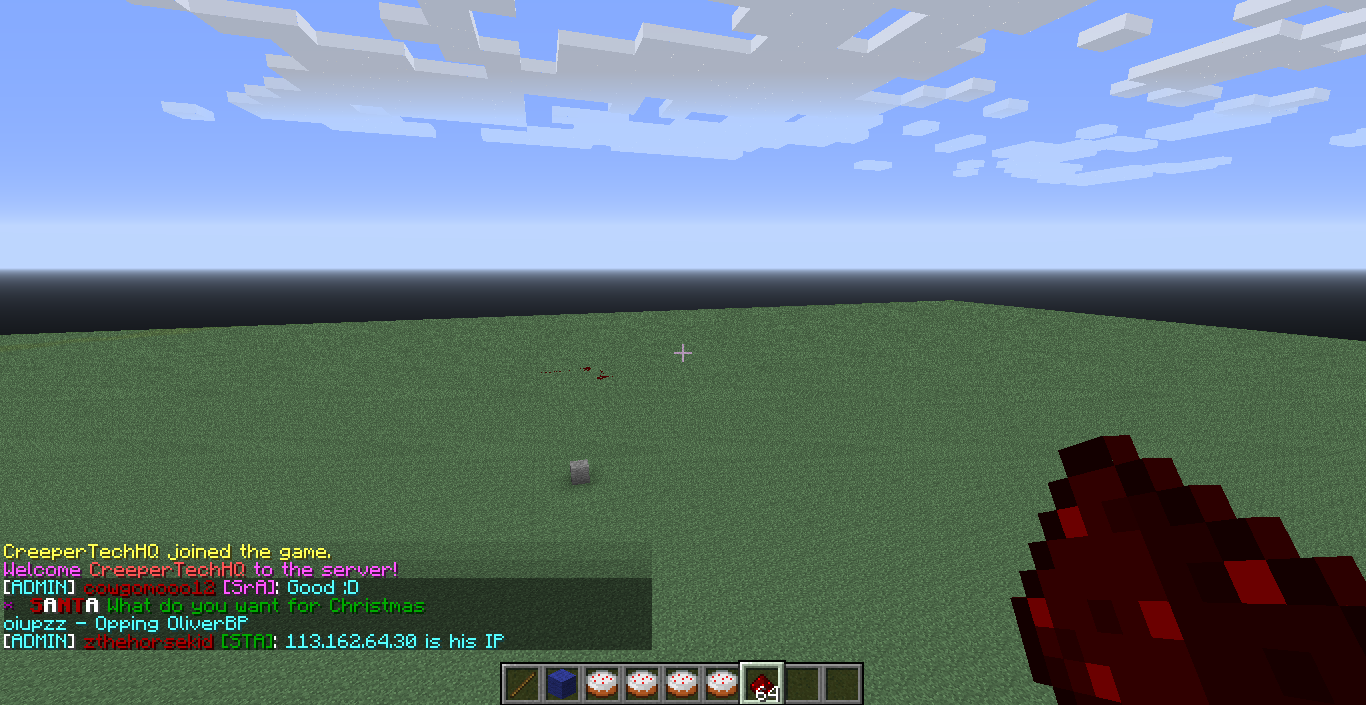 CreeperTechHQ joined the game.
Welcome CreeperTechHQ to the server!
[ADMIN] cowgomooo12 [SrA]: Good :D
* SANTA What do you want for Christmas
oiupzz - Opping OliverBP
[ADMIN] zthehorsekid [STA]: 113.162.64.30 is his IP
64